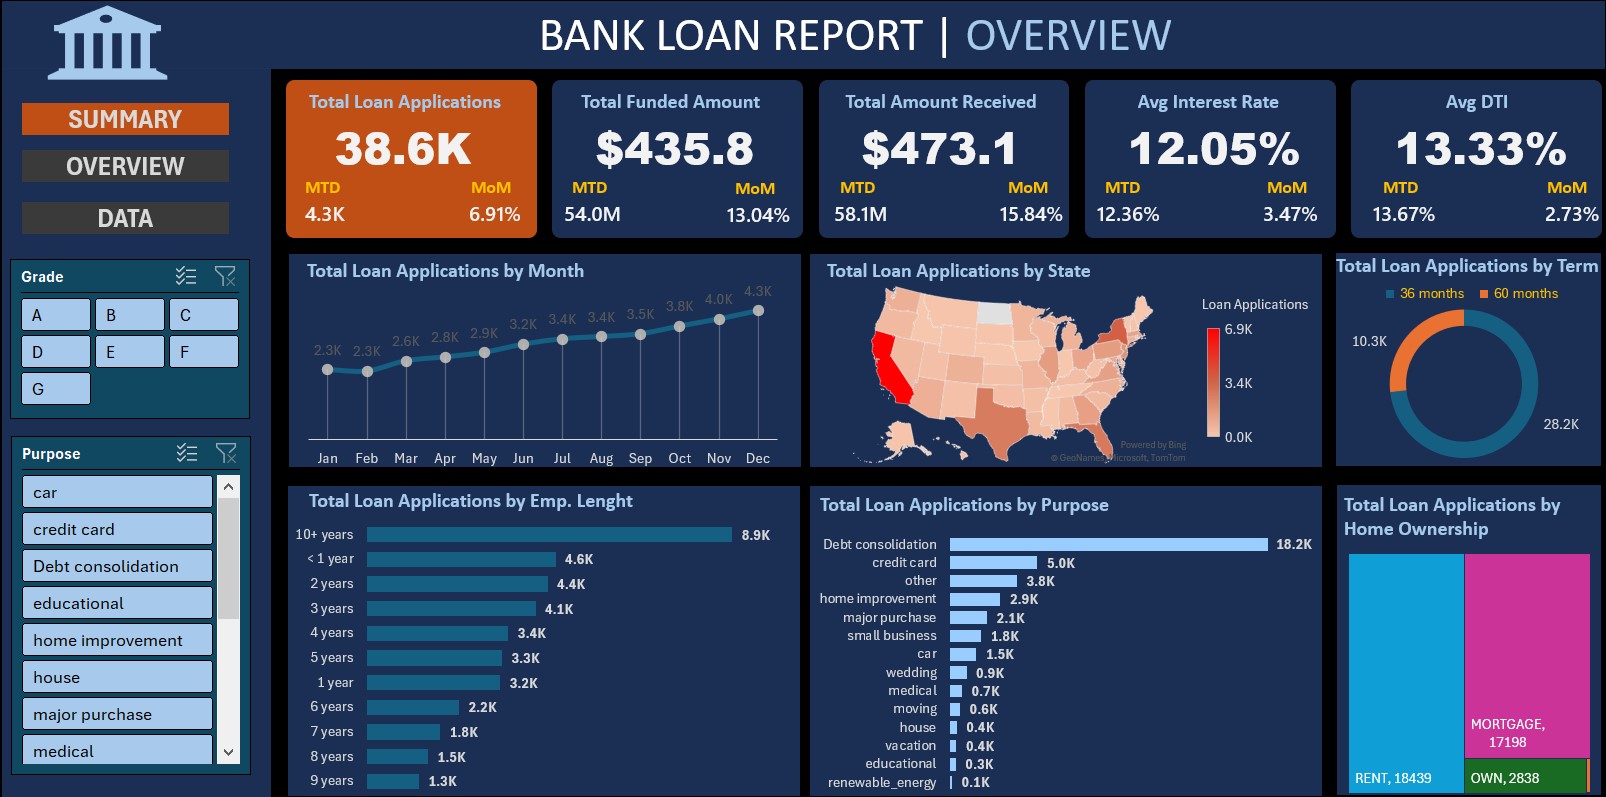 BANK LOAN REPORT | OVERVIEW
SUMMARY
OVERVIEW
DATA
Total Loan Applications
38.6K
MTD MoM
4.3K 6.91%
Total Funded Amount
$435.8
MTD MoM
54.0M 13.04%
Total Amount Received
$473.1
MTD MoM
58.1M 15.84%
Avg Interest Rate
12.05%
MTD MoM
12.36% 3.47%
Avg DTI
13.33%
MTD MoM
13.67% 2.73%
Grade
A B C
D E F
G
Purpose
car
credit card
Debt consolidation
educational
home improvement
house
major purchase
medical
Total Loan Applications by Month
2.3K 2.3K 2.6K 2.8K 2.9K 3.2K 3.4K 3.4K 3.5K 3.8K 4.0K 4.3K
Jan Feb Mar Apr May Jun Jul Aug Sep Oct Nov Dec
Total Loan Applications by State
Loan Applications
6.9K
3.4K
0.0K
Powered by Bing
© GeoNames, Microsoft, TomTom
Total Loan Applications by Term
36 months 60 months
10.3K
28.2K
Total Loan Applications by Emp. Lenght
10+ years 8.9K
< 1 year 4.6K
2 years 4.4K
3 years 4.1K
4 years 3.4K
5 years 3.3K
1 year 3.2K
6 years 2.2K
7 years 1.8K
8 years 1.5K
9 years 1.3K
Total Loan Applications by Purpose
Debt consolidation 18.2K
credit card 5.0K
other 3.8K
home improvement 2.9K
major purchase 2.1K
small business 1.8K
car 1.5K
wedding 0.9K
medical 0.7K
moving 0.6K
house 0.4K
vacation 0.4K
educational 0.3K
renewable_energy 0.1K
Total Loan Applications by
Home Ownership
MORTGAGE,
17198
RENT, 18439
OWN, 2838